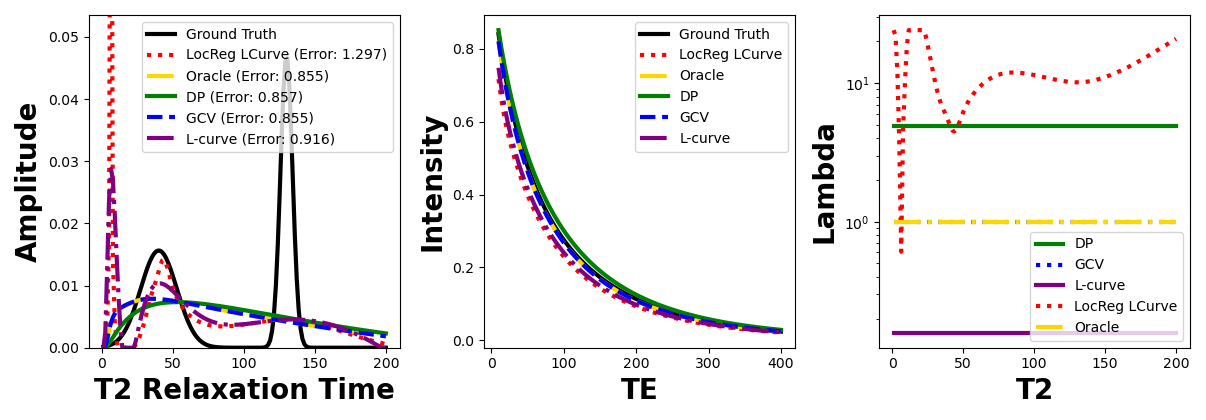 Amplitude
0.05
0.04
0.03
0.02
0.01
0.00
Ground Truth
LocReg LCurve (Error: 1.297)
Oracle (Error: 0.855)
DP (Error: 0.857)
GCV (Error: 0.855)
L-curve (Error: 0.916)
0
50
100
150
200
T2 Relaxation Time
Intensity
0.8
0.6
0.4
0.2
0.0
Ground Truth
LocReg LCurve
Oracle
DP
GCV
L-curve
0
100
200
300
400
TE
Lambda
10¹
10⁰
DP
GCV
L-curve
LocReg LCurve
Oracle
0
50
100
150
200
T2